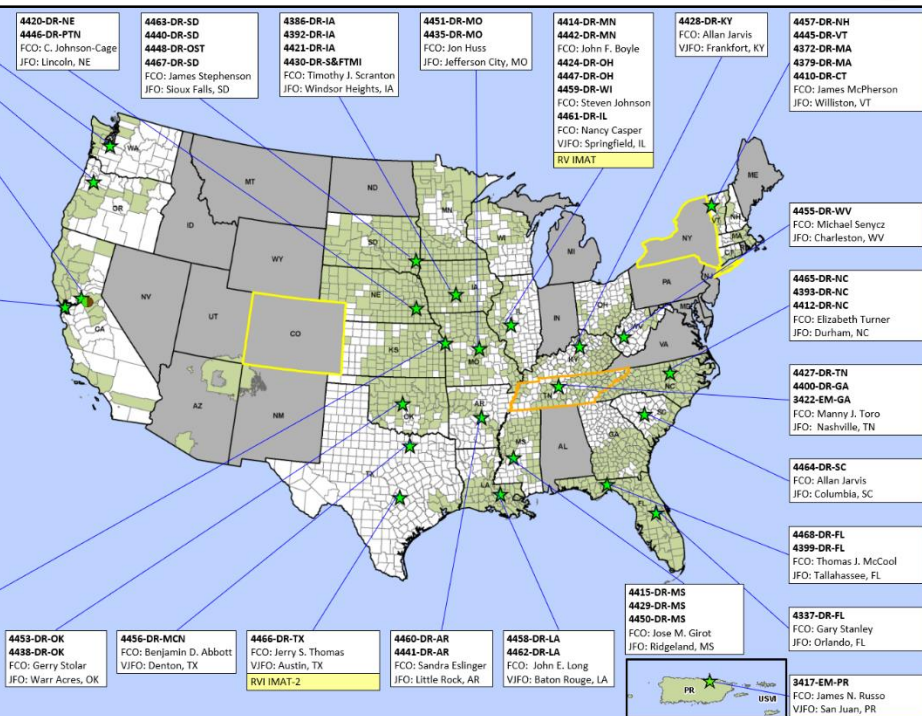 4420-DR-NE
4446-DR-PTN
FCO: C. Johnson-Cage
JFO: Lincoln, NE
4463-DR-SD
4440-DR-SD
4448-DR-OST
4467-DR-SD
FCO: James Stephenson
JFO: Sioux Falls, SD
4386-DR-IA
4392-DR-IA
4421-DR-IA
4430-DR-S&FTMI
FCO: Timothy J. Scranton
JFO: Windsor Heights, IA
4451-DR-MO
4435-DR-MO
FCO: Jon Huss
JFO: Jefferson City, MO
4414-DR-MN
4442-DR-MN
FCO: John F. Boyle
4424-DR-OH
4447-DR-OH
4459-DR-WI
FCO: Steven Johnson
4461-DR-IL
FCO: Nancy Casper
VJFO: Springfield, IL
RV IMAT
4428-DR-KY
FCO: Allan Jarvis
VJFO: Frankfort, KY
4457-DR-NH
4445-DR-VT
4372-DR-MA
4379-DR-MA
4410-DR-CT
FCO: James McPherson
JFO: Williston, VT
4455-DR-WV
FCO: Michael Senycz
JFO: Charleston, WV
4465-DR-NC
4393-DR-NC
4412-DR-NC
FCO: Elizabeth Turner
JFO: Durham, NC
4427-DR-TN
4400-DR-GA
3422-EM-GA
FCO: Manny J. Toro
JFO: Nashville, TN
4464-DR-SC
FCO: Allan Jarvis
JFO: Columbia, SC
4468-DR-FL
4399-DR-FL
FCO: Thomas J. McCool
JFO: Tallahassee, FL
4337-DR-FL
FCO: Gary Stanley
JFO: Orlando, FL
3417-EM-PR
FCO: James N. Russo
VJFO: San Juan, PR
4415-DR-MS
4429-DR-MS
4450-DR-MS
FCO: Jose M. Girot
JFO: Ridgeland, MS
4458-DR-LA
4462-DR-LA
FCO: John E. Long
VJFO: Baton Rouge, LA
4460-DR-AR
4441-DR-AR
FCO: Sandra Eslinger
JFO: Little Rock, AR
4466-DR-TX
FCO: Jerry S. Thomas
VJFO: Austin, TX
RVI IMAT-2
4456-DR-MCN
FCO: Benjamin D. Abbott
VJFO: Denton, TX
4453-DR-OK
4438-DR-OK
FCO: Gerry Stolar
JFO: Warr Acres, OK
WA
MT
ND
MN
ME
OR
ID
SD
WI
MI
VT
NH
NY
MA
CT
WY
NE
IA
PA
NJ
NV
UT
CO
KS
MO
IL
IN
OH
WV
MD
VA
KY
CA
AZ
NM
OK
AR
TN
NC
SC
TX
LA
MS
AL
GA
FL
PR
USVI